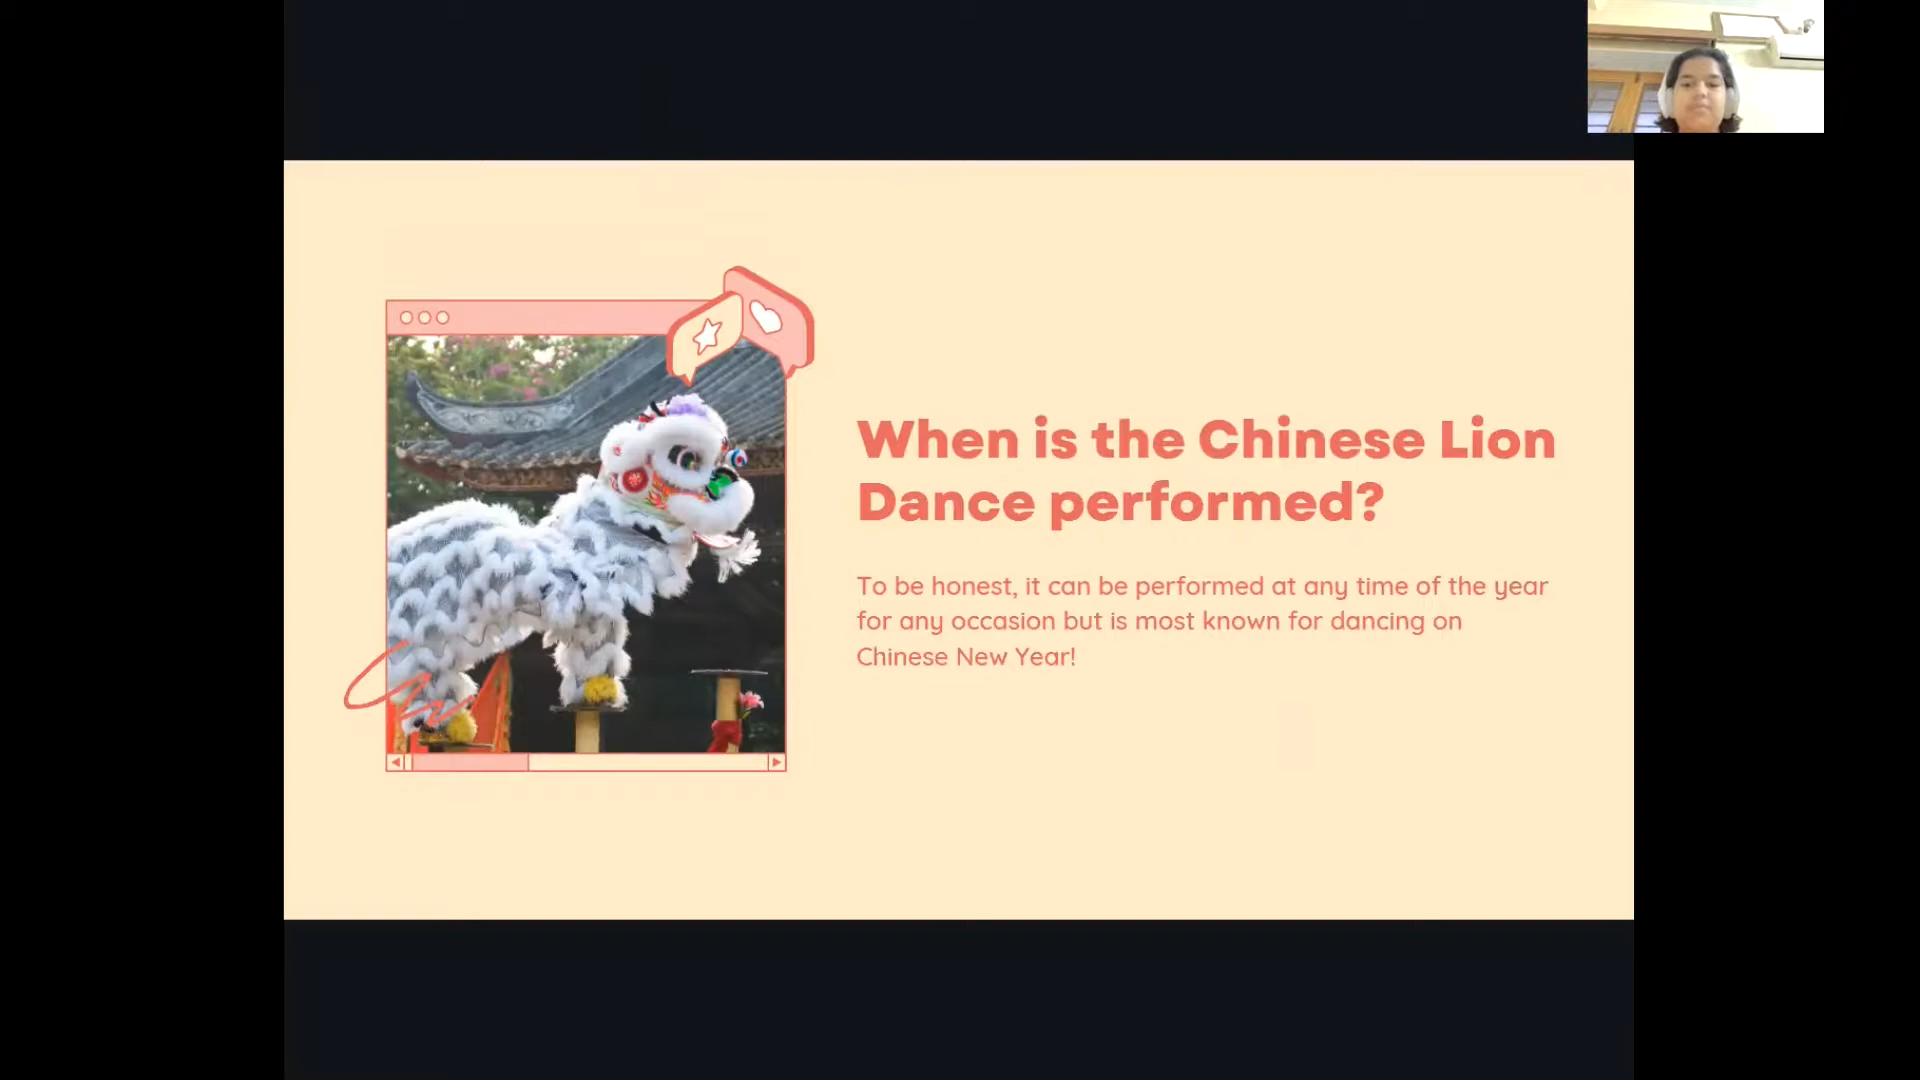 When is the Chinese Lion
Dance performed?
To be honest, it can be performed at any time of the year
for any occasion but is most known for dancing on
Chinese New Year!